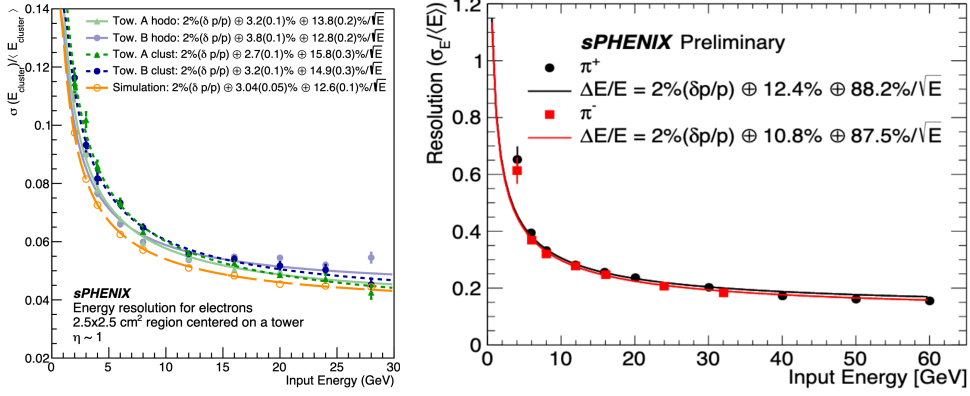 σ (E_cluster)/⟨ E_cluster ⟩
0.14
0.12
0.1
0.08
0.06
0.04
0.02
Tow. A hodo: 2%(δ p/p) ⊕ 3.2(0.1)% ⊕ 13.8(0.2)%/√E
Tow. B hodo: 2%(δ p/p) ⊕ 3.8(0.1)% ⊕ 12.8(0.2)%/√E
Tow. A clust: 2%(δ p/p) ⊕ 2.7(0.1)% ⊕ 15.8(0.3)%/√E
Tow. B clust: 2%(δ p/p) ⊕ 3.2(0.1)% ⊕ 14.9(0.3)%/√E
Simulation: 2%(δ p/p) ⊕ 3.04(0.05)% ⊕ 12.6(0.1)%/√E
sPHENIX
Energy resolution for electrons
2.5x2.5 cm² region centered on a tower
η ~ 1
0 5 10 15 20 25 30
Input Energy (GeV)
Resolution (σ_E/⟨E⟩)
1.2
1
0.8
0.6
0.4
0.2
0
sPHENIX Preliminary
π⁺
ΔE/E = 2%(δp/p) ⊕ 12.4% ⊕ 88.2%/√E
π⁻
ΔE/E = 2%(δp/p) ⊕ 10.8% ⊕ 87.5%/√E
0 10 20 30 40 50 60
Input Energy [GeV]